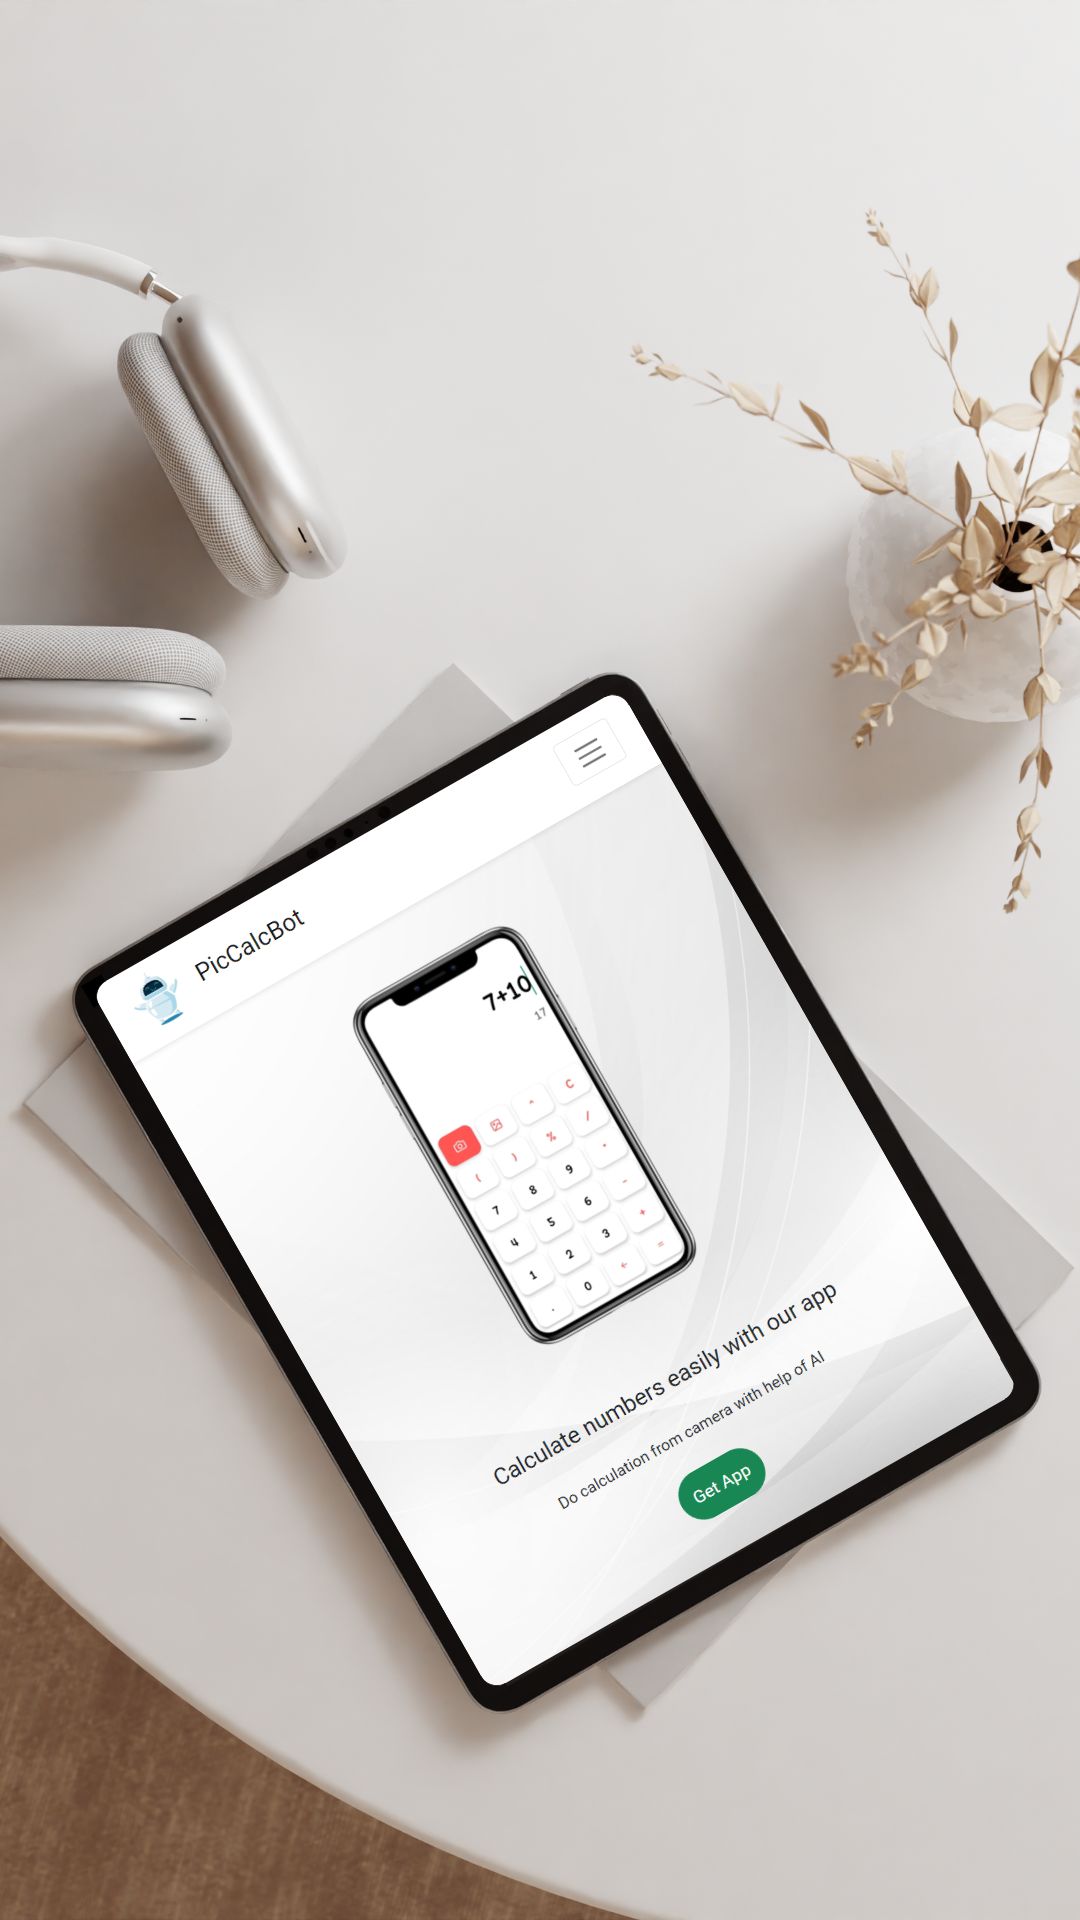 PicCalcBot
7+10
17
^ C
( ) % /
7 8 9 *
4 5 6 -
1 2 3 +
. 0 ← =
Calculate numbers easily with our app
Do calculation from camera with help of AI
Get App